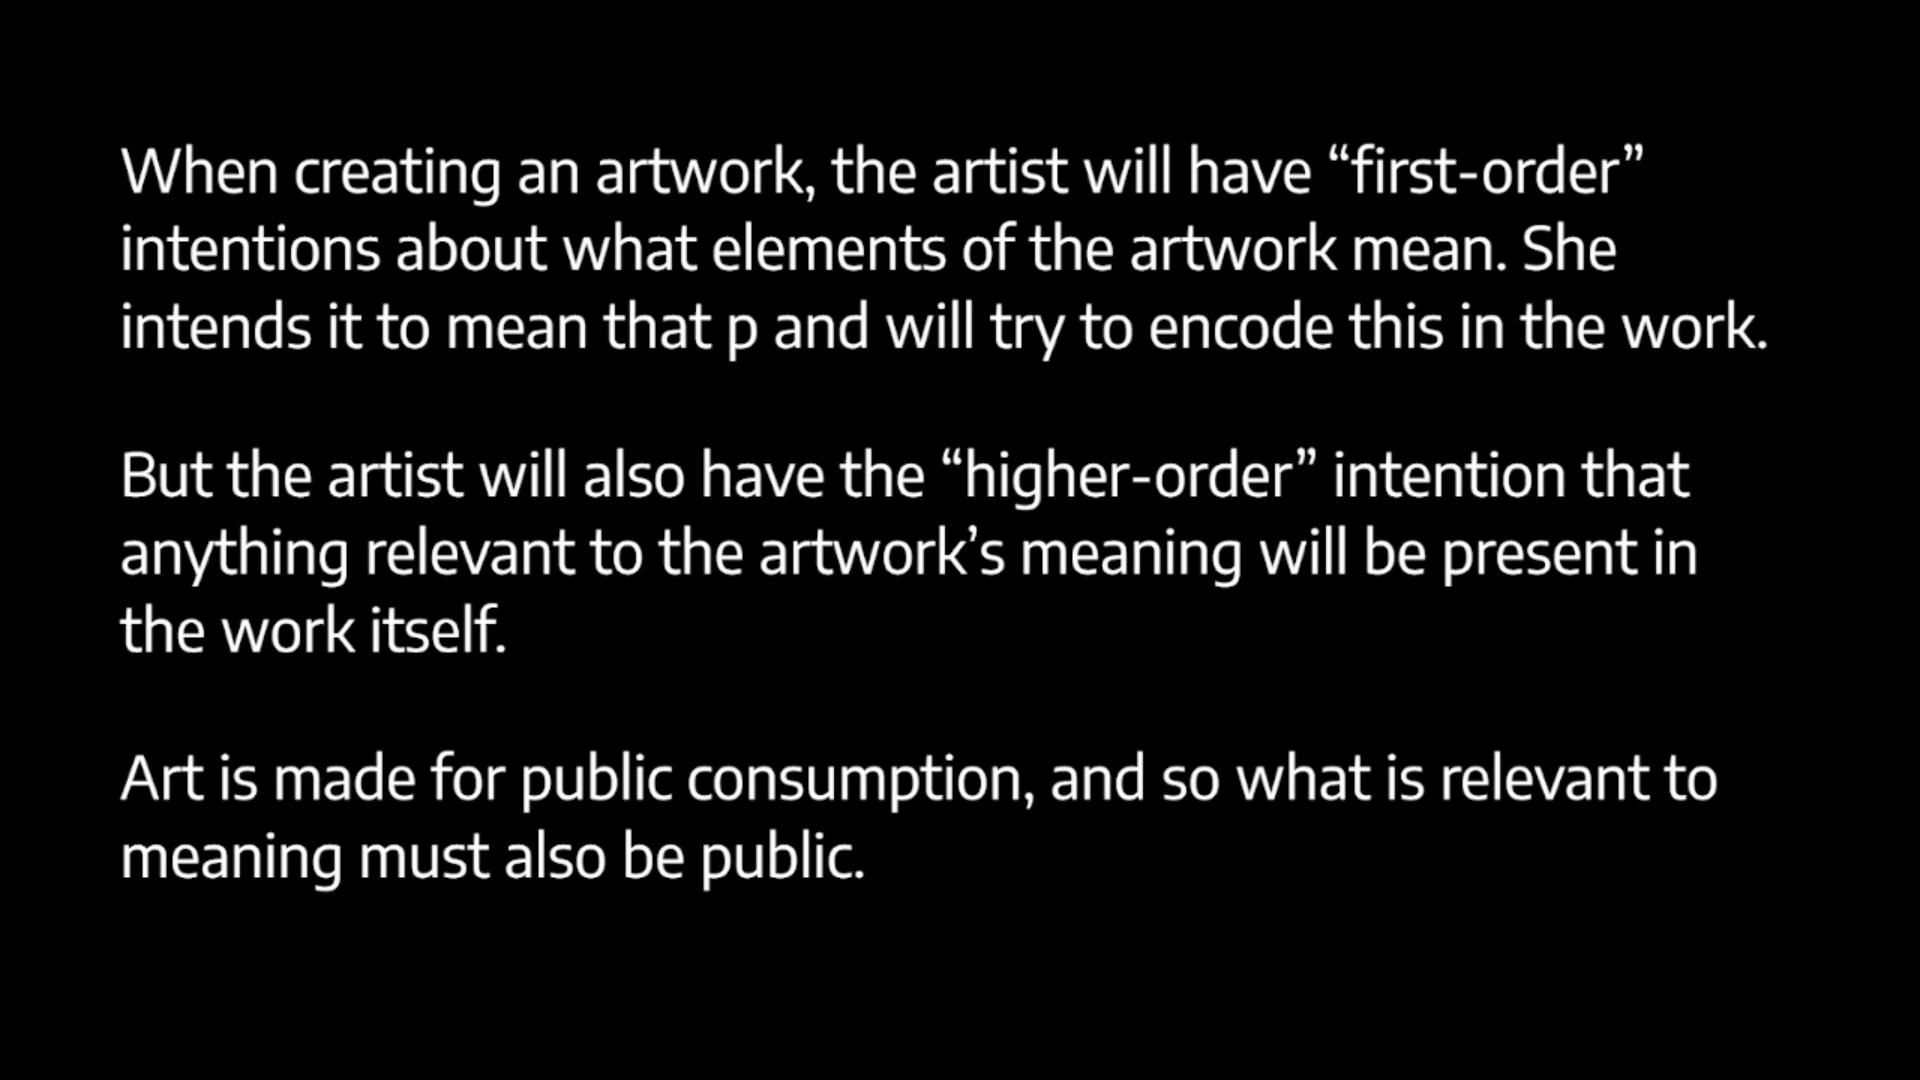 When creating an artwork, the artist will have “first-order”
intentions about what elements of the artwork mean. She
intends it to mean that p and will try to encode this in the work.
But the artist will also have the “higher-order” intention that
anything relevant to the artwork’s meaning will be present in
the work itself.
Art is made for public consumption, and so what is relevant to
meaning must also be public.